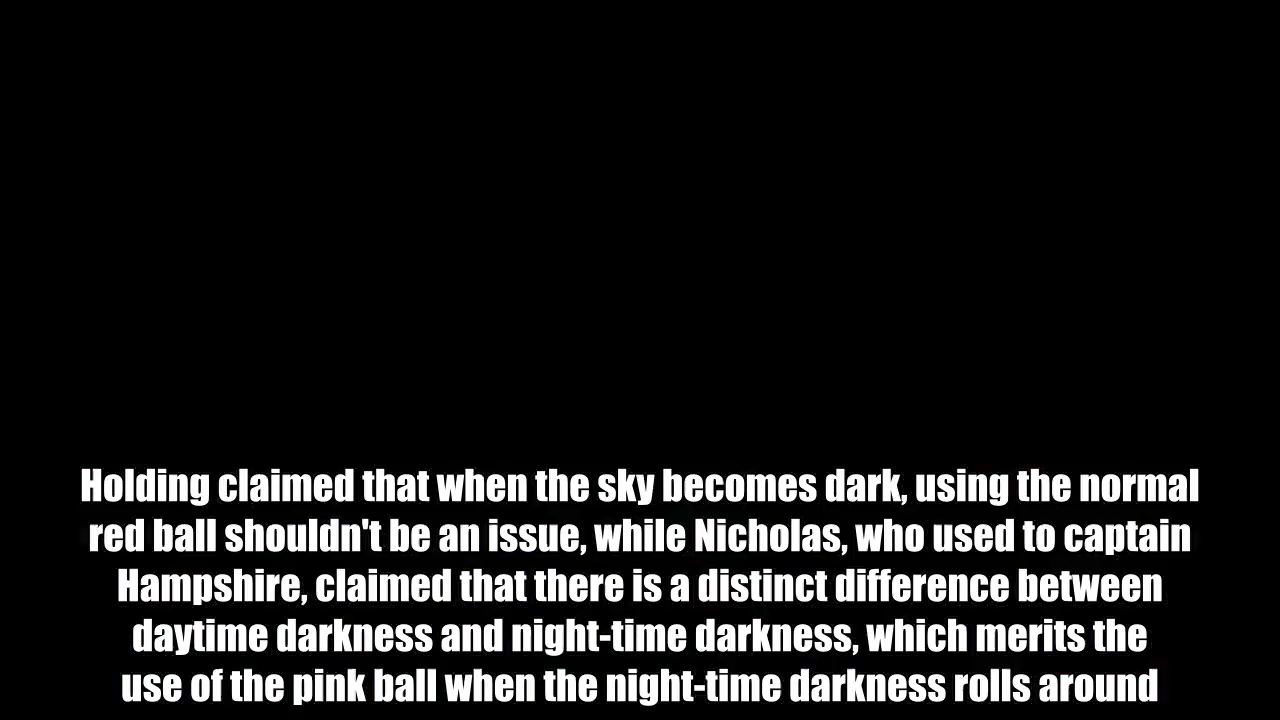 Holding claimed that when the sky becomes dark, using the normal
red ball shouldn't be an issue, while Nicholas, who used to captain
Hampshire, claimed that there is a distinct difference between
daytime darkness and night-time darkness, which merits the
use of the pink ball when the night-time darkness rolls around